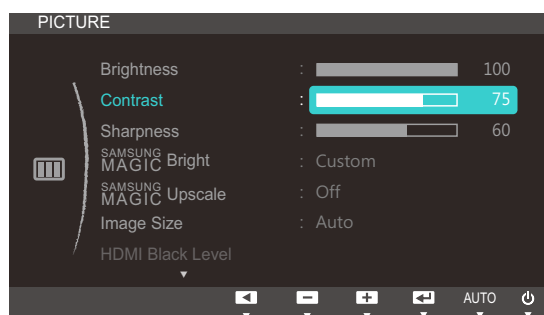 PICTURE
Brightness : 100
Contrast : 75
Sharpness : 60
SAMSUNG MAGIC Bright : Custom
SAMSUNG MAGIC Upscale : Off
Image Size : Auto
HDMI Black Level
AUTO